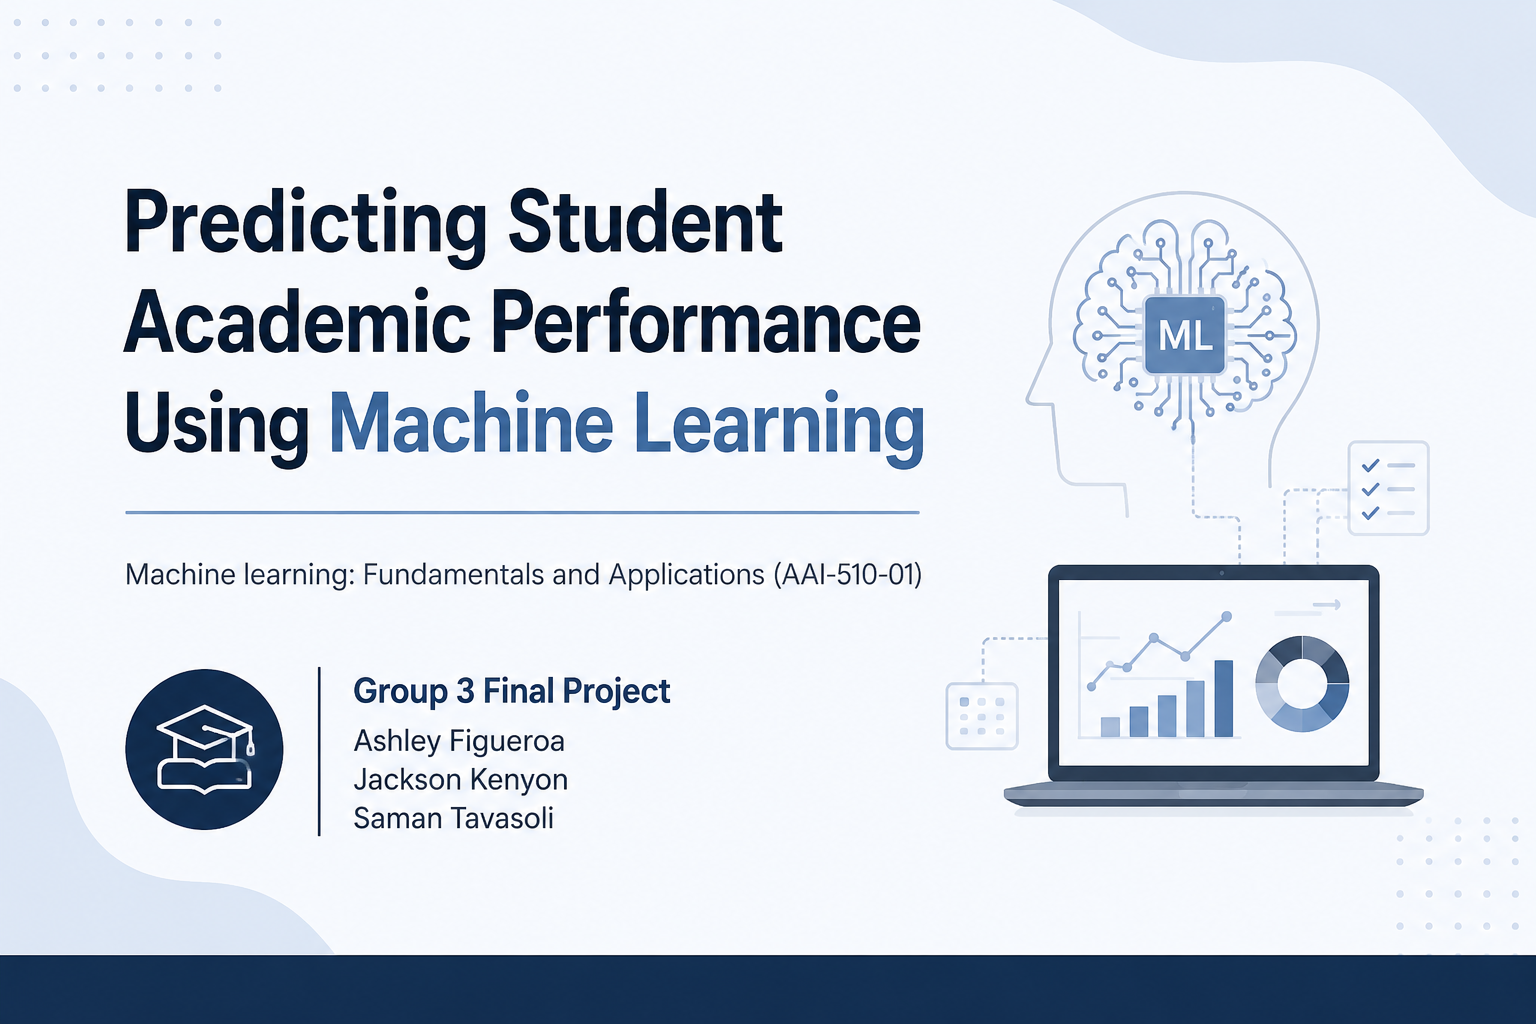 Predicting Student
Academic Performance
Using Machine Learning
Machine learning: Fundamentals and Applications (AAI-510-01)
Group 3 Final Project
Ashley Figueroa
Jackson Kenyon
Saman Tavasoli
ML